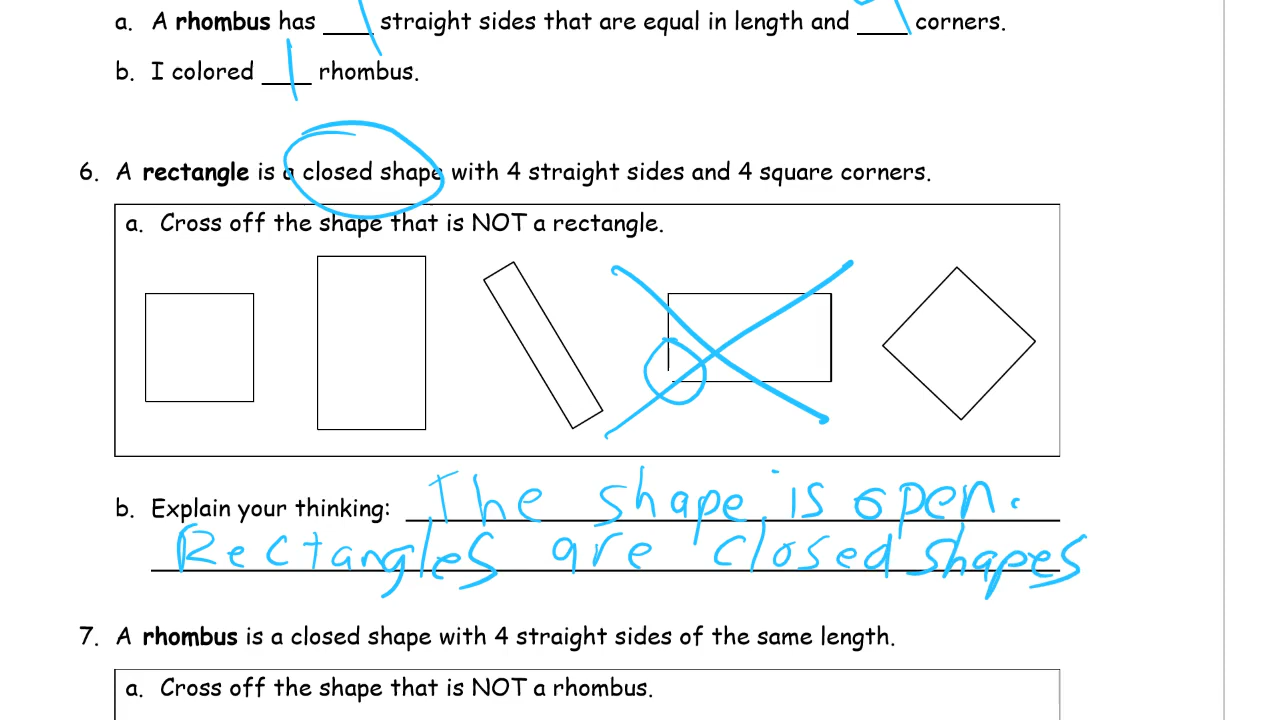 a. A rhombus has 4 straight sides that are equal in length and 4 corners.
b. I colored 1 rhombus.
6. A rectangle is a closed shape with 4 straight sides and 4 square corners.
a. Cross off the shape that is NOT a rectangle.
b. Explain your thinking: The shape is open.
Rectangles are closed shapes
7. A rhombus is a closed shape with 4 straight sides of the same length.
a. Cross off the shape that is NOT a rhombus.